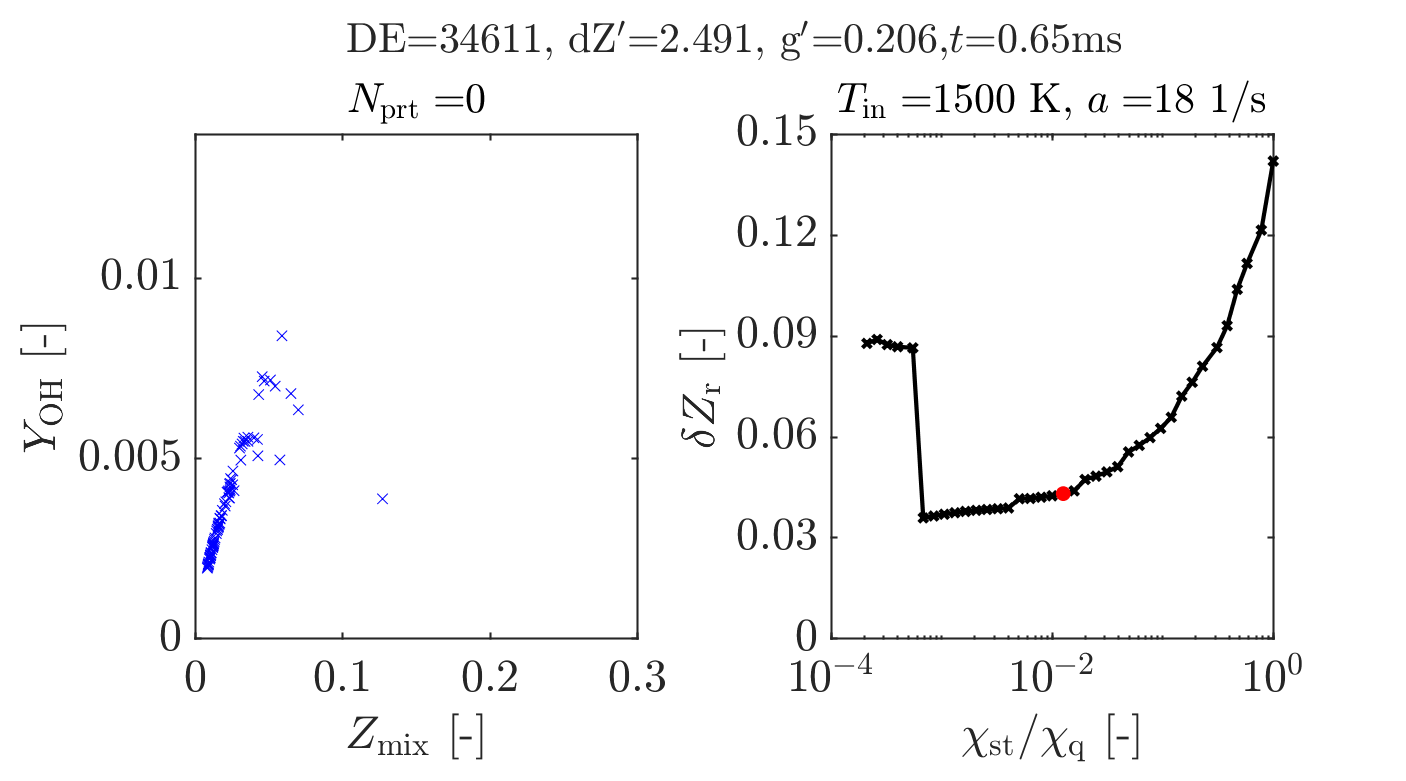 DE=34611, dZ′=2.491, g′=0.206,t=0.65ms
N_prt =0
0.01
0.005
0
0 0.1 0.2 0.3
Y_OH [-]
Z_mix [-]
T_in =1500 K, a =18 1/s
0.15
0.12
0.09
0.06
0.03
0
10^−4 10^−2 10^0
δZ_r [-]
χ_st/χ_q [-]